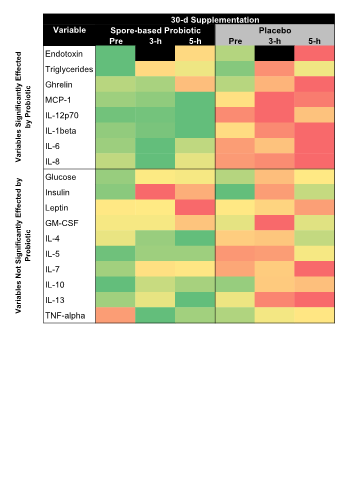 30-d Supplementation
Variable Spore-based Probiotic Placebo
Pre 3-h 5-h Pre 3-h 5-h
Variables Significantly Effected
by Probiotic
Endotoxin
Triglycerides
Ghrelin
MCP-1
IL-12p70
IL-1beta
IL-6
IL-8
Variables Not Significantly Effected by
Probiotic
Glucose
Insulin
Leptin
GM-CSF
IL-4
IL-5
IL-7
IL-10
IL-13
TNF-alpha